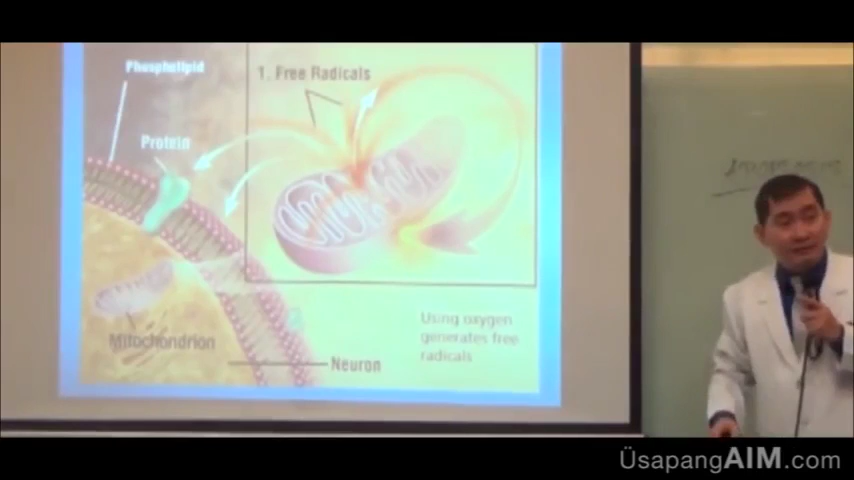 Phospholipid
1. Free Radicals
Protein
Mitochondrion
Using oxygen
generates free
radicals
Neuron
ÜsapangAIM.com